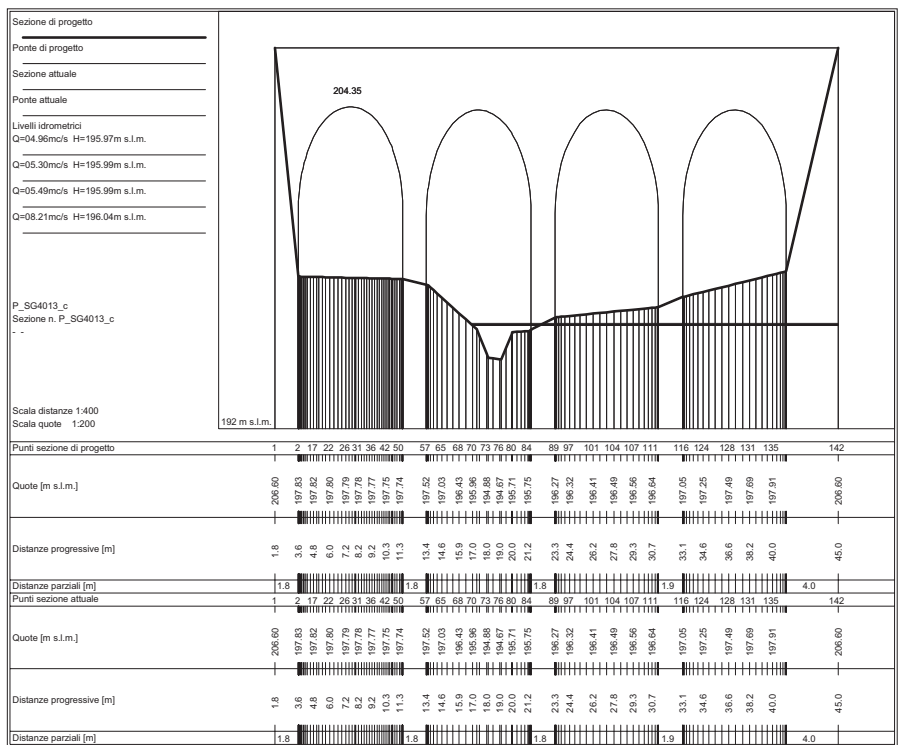 Sezione di progetto
Ponte di progetto
Sezione attuale
Ponte attuale
Livelli idrometrici
Q=04.96mc/s H=195.97m s.l.m.
Q=05.30mc/s H=195.99m s.l.m.
Q=05.49mc/s H=195.99m s.l.m.
Q=08.21mc/s H=196.04m s.l.m.
P_SG4013_c
Sezione n. P_SG4013_c
- -
Scala distanze 1:400
Scala quote 1:200
204.35
192 m s.l.m.
Punti sezione di progetto 1 2 17 22 26 31 36 42 50 57 65 68 70 73 76 80 84 89 97 101 104 107 111 116 124 128 131 135 142
Quote [m s.l.m.] 206.60 197.83 197.82 197.80 197.79 197.78 197.77 197.75 197.74 197.52 197.03 196.43 195.96 194.88 194.67 195.71 195.75 196.27 196.32 196.41 196.49 196.56 196.64 197.05 197.25 197.49 197.69 197.91 206.60
Distanze progressive [m] 1.8 3.6 4.8 6.0 7.2 8.2 9.2 10.3 11.3 13.4 14.6 15.9 17.0 18.0 19.0 20.0 21.2 23.3 24.4 26.2 27.8 29.3 30.7 33.1 34.6 36.6 38.2 40.0 45.0
Distanze parziali [m] 1.8 1.8 1.8 1.9 4.0
Punti sezione attuale 1 2 17 22 26 31 36 42 50 57 65 68 70 73 76 80 84 89 97 101 104 107 111 116 124 128 131 135 142
Quote [m s.l.m.] 206.60 197.83 197.82 197.80 197.79 197.78 197.77 197.75 197.74 197.52 197.03 196.43 195.96 194.88 194.67 195.71 195.75 196.27 196.32 196.41 196.49 196.56 196.64 197.05 197.25 197.49 197.69 197.91 206.60
Distanze progressive [m] 1.8 3.6 4.8 6.0 7.2 8.2 9.2 10.3 11.3 13.4 14.6 15.9 17.0 18.0 19.0 20.0 21.2 23.3 24.4 26.2 27.8 29.3 30.7 33.1 34.6 36.6 38.2 40.0 45.0
Distanze parziali [m] 1.8 1.8 1.8 1.9 4.0